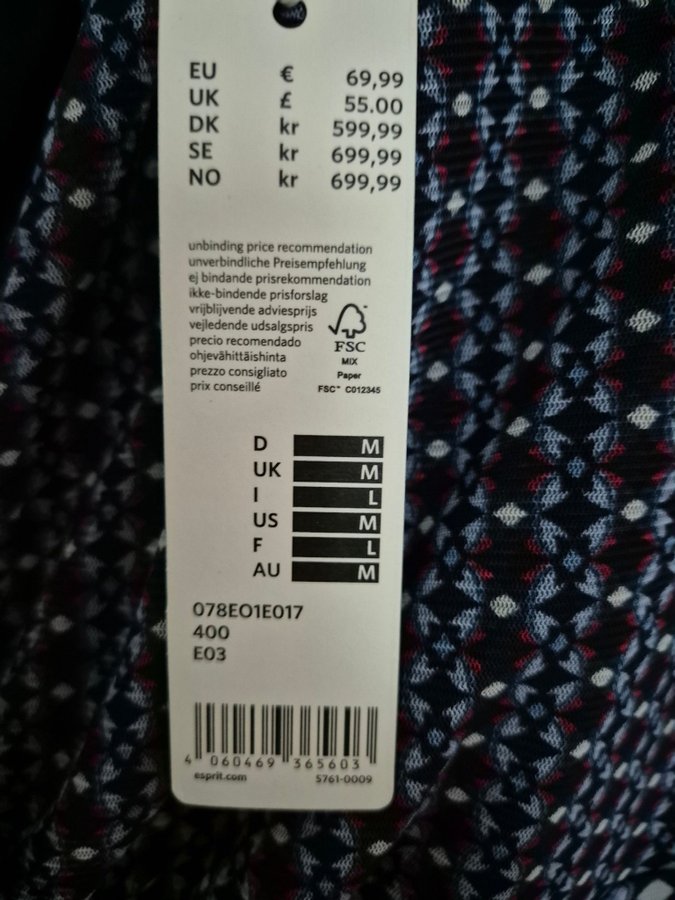 EU € 69,99
UK £ 55.00
DK kr 599,99
SE kr 699,99
NO kr 699,99
unbinding price recommendation
unverbindliche Preisempfehlung
ej bindande prisrekommendation
ikke-bindende prisforslag
vrijblijvende adviesprijs
vejledende udsalgspris
precio recomendado
ohjevähittäishinta
prezzo consigliato
prix conseillé
FSC
MIX
Paper
FSC™ C012345
D M
UK M
I L
US M
F L
AU M
078EO1E017
400
E03
4 060469 365603
esprit.com 5761-0009